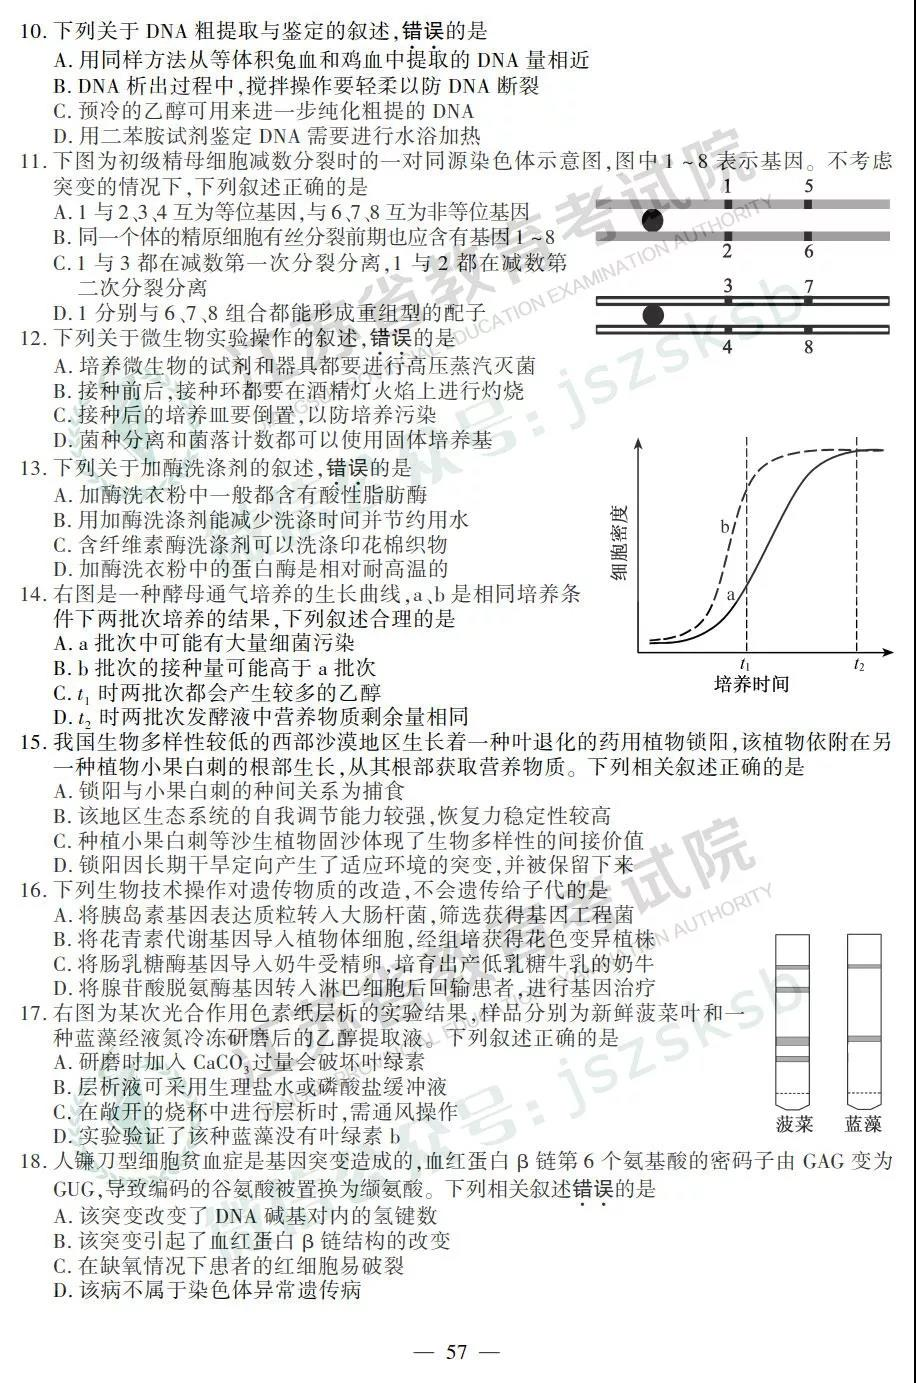 10. 下列关于 DNA 粗提取与鉴定的叙述,错误的是
A. 用同样方法从等体积兔血和鸡血中提取的 DNA 量相近
B. DNA 析出过程中,搅拌操作要轻柔以防 DNA 断裂
C. 预冷的乙醇可用来进一步纯化粗提的 DNA
D. 用二苯胺试剂鉴定 DNA 需要进行水浴加热
11. 下图为初级精母细胞减数分裂时的一对同源染色体示意图,图中 1 ~ 8 表示基因。不考虑
突变的情况下,下列叙述正确的是
A. 1 与 2、3、4 互为等位基因,与 6、7、8 互为非等位基因
B. 同一个体的精原细胞有丝分裂前期也应含有基因 1 ~ 8
C. 1 与 3 都在减数第一次分裂分离,1 与 2 都在减数第
二次分裂分离
D. 1 分别与 6、7、8 组合都能形成重组型的配子
1 5
2 6
3 7
4 8
12. 下列关于微生物实验操作的叙述,错误的是
A. 培养微生物的试剂和器具都要进行高压蒸汽灭菌
B. 接种前后,接种环都要在酒精灯火焰上进行灼烧
C. 接种后的培养皿要倒置,以防培养污染
D. 菌种分离和菌落计数都可以使用固体培养基
13. 下列关于加酶洗涤剂的叙述,错误的是
A. 加酶洗衣粉中一般都含有酸性脂肪酶
B. 用加酶洗涤剂能减少洗涤时间并节约用水
C. 含纤维素酶洗涤剂可以洗涤印花棉织物
D. 加酶洗衣粉中的蛋白酶是相对耐高温的
14. 右图是一种酵母通气培养的生长曲线,a、b 是相同培养条
件下两批次培养的结果,下列叙述合理的是
A. a 批次中可能有大量细菌污染
B. b 批次的接种量可能高于 a 批次
C. t₁ 时两批次都会产生较多的乙醇
D. t₂ 时两批次发酵液中营养物质剩余量相同
细胞密度
b
a
t₁ t₂
培养时间
15. 我国生物多样性较低的西部沙漠地区生长着一种叶退化的药用植物锁阳,该植物依附在另
一种植物小果白刺的根部生长,从其根部获取营养物质。下列相关叙述正确的是
A. 锁阳与小果白刺的种间关系为捕食
B. 该地区生态系统的自我调节能力较强,恢复力稳定性较高
C. 种植小果白刺等沙生植物固沙体现了生物多样性的间接价值
D. 锁阳因长期干旱定向产生了适应环境的突变,并被保留下来
16. 下列生物技术操作对遗传物质的改造,不会遗传给子代的是
A. 将胰岛素基因表达质粒转入大肠杆菌,筛选获得基因工程菌
B. 将花青素代谢基因导入植物体细胞,经组培获得花色变异植株
C. 将肠乳糖酶基因导入奶牛受精卵,培育出产低乳糖牛乳的奶牛
D. 将腺苷酸脱氨酶基因转入淋巴细胞后回输患者,进行基因治疗
17. 右图为某次光合作用色素纸层析的实验结果,样品分别为新鲜菠菜叶和一
种蓝藻经液氮冷冻研磨后的乙醇提取液。下列叙述正确的是
A. 研磨时加入 CaCO₃ 过量会破坏叶绿素
B. 层析液可采用生理盐水或磷酸盐缓冲液
C. 在敞开的烧杯中进行层析时,需通风操作
D. 实验验证了该种蓝藻没有叶绿素 b
菠菜 蓝藻
18. 人镰刀型细胞贫血症是基因突变造成的,血红蛋白 β 链第 6 个氨基酸的密码子由 GAG 变为
GUG,导致编码的谷氨酸被置换为缬氨酸。下列相关叙述错误的是
A. 该突变改变了 DNA 碱基对内的氢键数
B. 该突变引起了血红蛋白 β 链结构的改变
C. 在缺氧情况下患者的红细胞易破裂
D. 该病不属于染色体异常遗传病
— 57 —
江苏省教育考试院
JIANGSU PROVINCIAL EDUCATION EXAMINATION AUTHORITY
微信公众号:jszsksb
江苏省教育考试院
JIANGSU PROVINCIAL EDUCATION EXAMINATION AUTHORITY
微信公众号:jszsksb